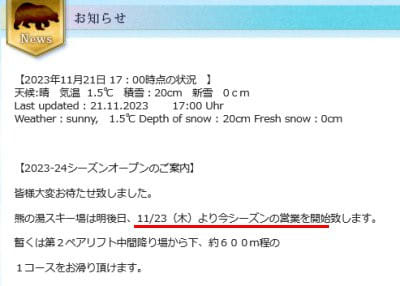 お知らせ
News
【2023年11月21日 17：00時点の状況　】
天候:晴　気温  1.5℃　積雪：20cm　新雪　0ｃｍ
Last updated : 21.11.2023　　17:00 Uhr
Weather : sunny,　1.5℃ Depth of snow : 20cm Fresh snow : 0cm
【2023-24シーズンオープンのご案内】
皆様大変お待たせ致しました。
熊の湯スキー場は明後日、11/23（木）より今シーズンの営業を開始致します。
暫くは第２ペアリフト中間降り場から下、約６００ｍ程の
１コースをお滑り頂けます。